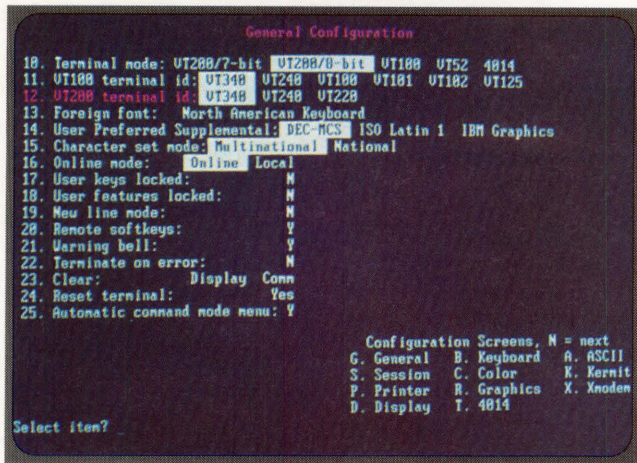 General Configuration
10. Terminal mode: VT200/7-bit VT200/8-bit VT100 VT52 4014
11. VT100 terminal id: VT340 VT240 VT100 VT101 VT102 VT125
12. VT200 terminal id: VT340 VT240 VT220
13. Foreign font: North American Keyboard
14. User Preferred Supplemental: DEC-MCS ISO Latin 1 IBM Graphics
15. Character set mode: Multinational National
16. Online mode: Online Local
17. User keys locked: N
18. User features locked: N
19. New line mode: N
20. Remote softkeys: Y
21. Warning bell: Y
22. Terminate on error: N
23. Clear: Display Comm
24. Reset terminal: Yes
25. Automatic command mode menu: Y
Configuration Screens, N = next
G. General B. Keyboard A. ASCII
S. Session C. Color K. Kermit
P. Printer R. Graphics X. Xmodem
D. Display T. 4014
Select item? _